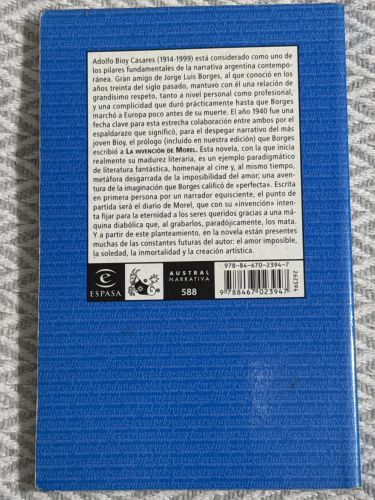 Adolfo Bioy Casares (1914-1999) está considerado como uno
de los pilares fundamentales de la narrativa argentina contempo-
ránea. Gran amigo de Jorge Luis Borges, al que conoció en los
años treinta del siglo pasado, mantuvo con él una relación de
grandísimo respeto, tanto a nivel personal como profesional,
y una complicidad que duró prácticamente hasta que Borges
marchó a Europa poco antes de su muerte. El año 1940 fue una
fecha clave para esta estrecha colaboración entre ambos por el
espaldarazo que significó, para el despegar narrativo del más
joven Bioy, el prólogo (incluido en nuestra edición) que Borges
escribió a LA INVENCIÓN DE MOREL. Esta novela, con la que inicia
realmente su madurez literaria, es un ejemplo paradigmático
de literatura fantástica, homenaje al cine y, al mismo tiempo,
metáfora desgarrada de la imposibilidad del amor; una aven-
tura de la imaginación que Borges calificó de «perfecta». Escrita
en primera persona por un narrador equisciente, el punto de
partida será el diario de Morel, que con su «invención» inten-
ta fijar para la eternidad a los seres queridos gracias a una má-
quina diabólica que, al grabarlos, paradójicamente, los mata.
Y a partir de este planteamiento, en la novela están presentes
muchas de las constantes futuras del autor: el amor imposible,
la soledad, la inmortalidad y la creación artística.
978-84-670-2394-7
ESPASA
AUSTRAL
NARRATIVA
588
9 788467 023947
262394